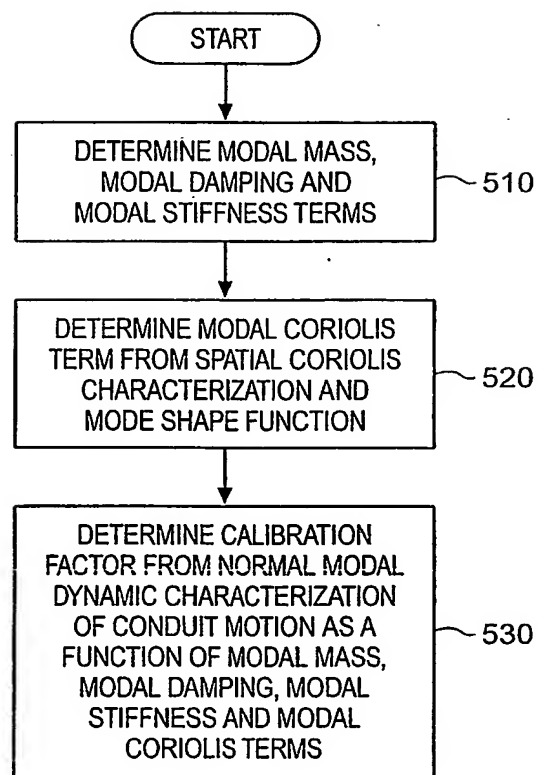 START
DETERMINE MODAL MASS,
MODAL DAMPING AND
MODAL STIFFNESS TERMS
510
DETERMINE MODAL CORIOLIS
TERM FROM SPATIAL CORIOLIS
CHARACTERIZATION AND
MODE SHAPE FUNCTION
520
DETERMINE CALIBRATION
FACTOR FROM NORMAL MODAL
DYNAMIC CHARACTERIZATION
OF CONDUIT MOTION AS A
FUNCTION OF MODAL MASS,
MODAL DAMPING, MODAL
STIFFNESS AND MODAL
CORIOLIS TERMS
530